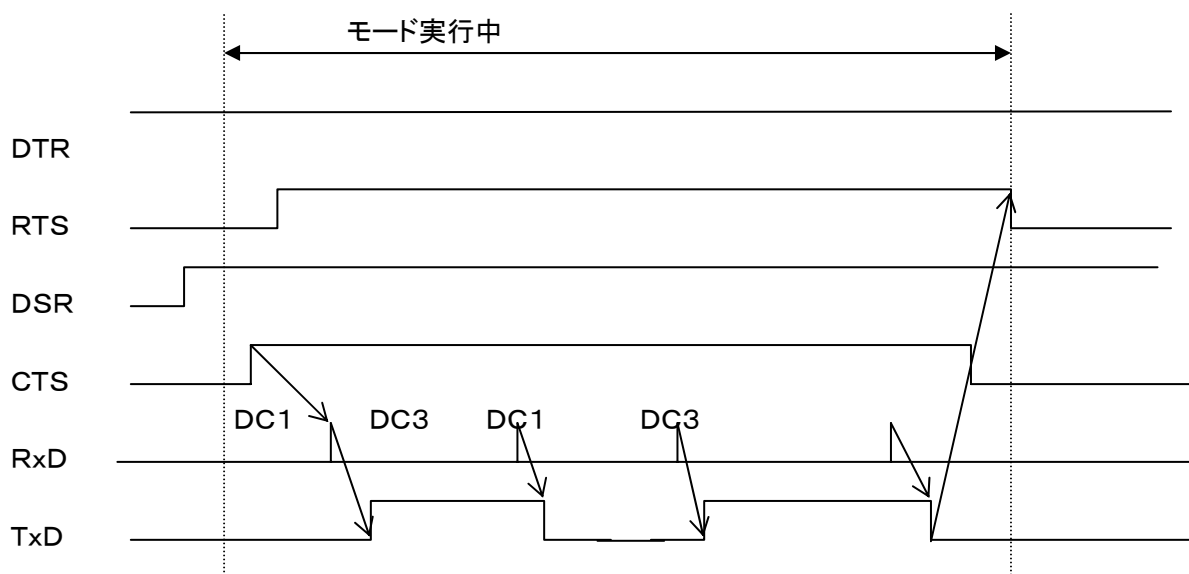 モード実行中
DTR
RTS
DSR
CTS
DC1 DC3 DC1 DC3
RxD
TxD